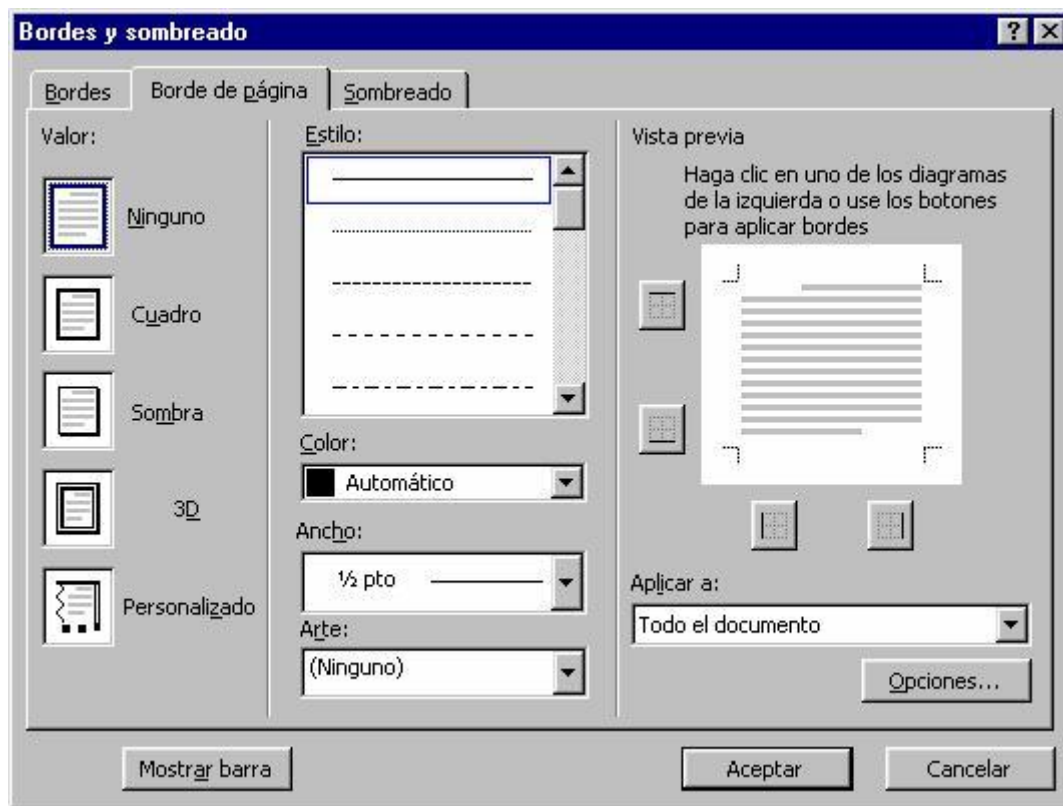 Bordes y sombreado
Bordes
Borde de página
Sombreado
Valor:
Ninguno
Cuadro
Sombra
3D
Personalizado
Estilo:
Color:
Automático
Ancho:
½ pto
Arte:
(Ninguno)
Vista previa
Haga clic en uno de los diagramas
de la izquierda o use los botones
para aplicar bordes
Aplicar a:
Todo el documento
Opciones...
Mostrar barra
Aceptar
Cancelar